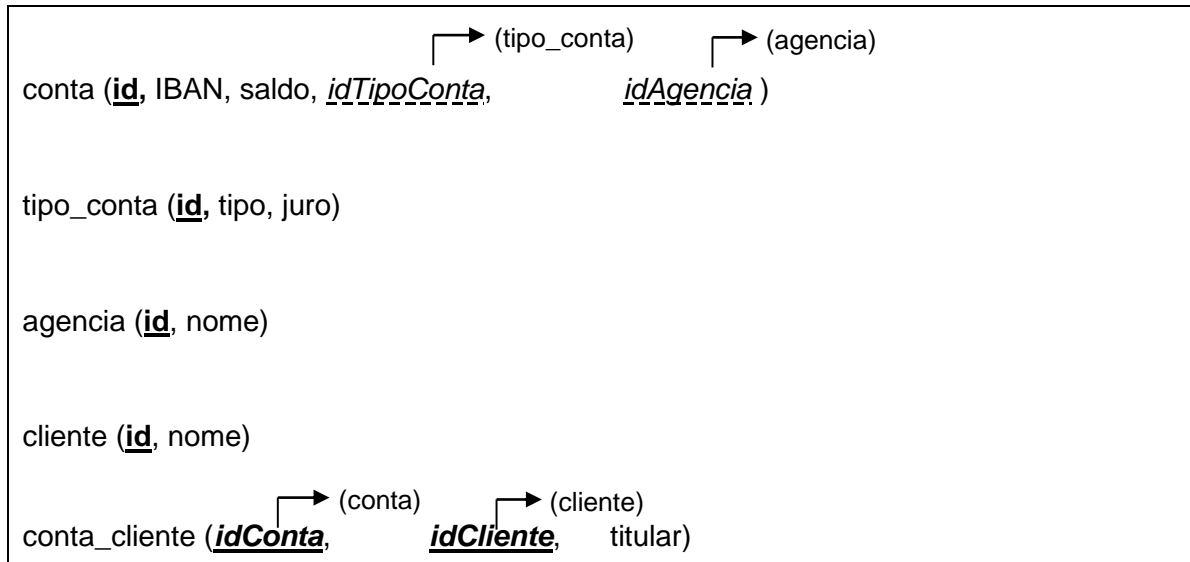 (tipo_conta) (agencia)
conta (id, IBAN, saldo, idTipoConta, idAgencia )
tipo_conta (id, tipo, juro)
agencia (id, nome)
cliente (id, nome)
(conta) (cliente)
conta_cliente (idConta, idCliente, titular)